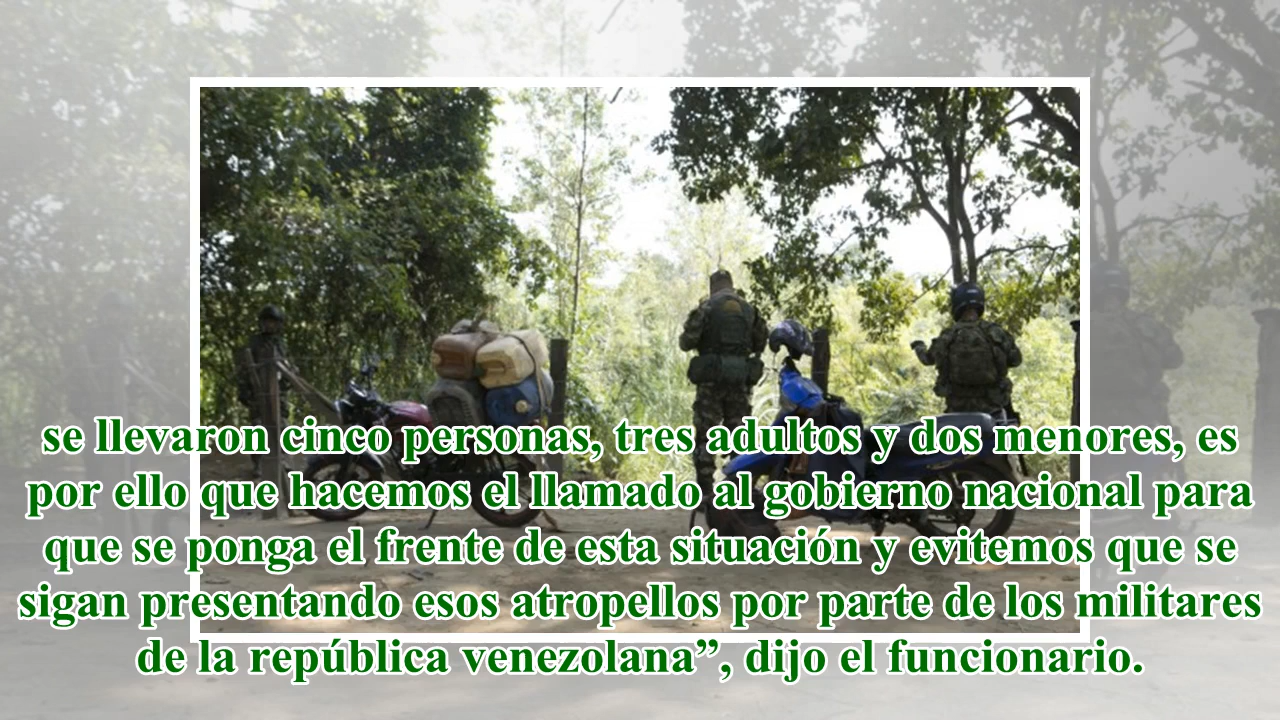 se llevaron cinco personas, tres adultos y dos menores, es
por ello que hacemos el llamado al gobierno nacional para
que se ponga el frente de esta situación y evitemos que se
sigan presentando esos atropellos por parte de los militares
de la república venezolana”, dijo el funcionario.